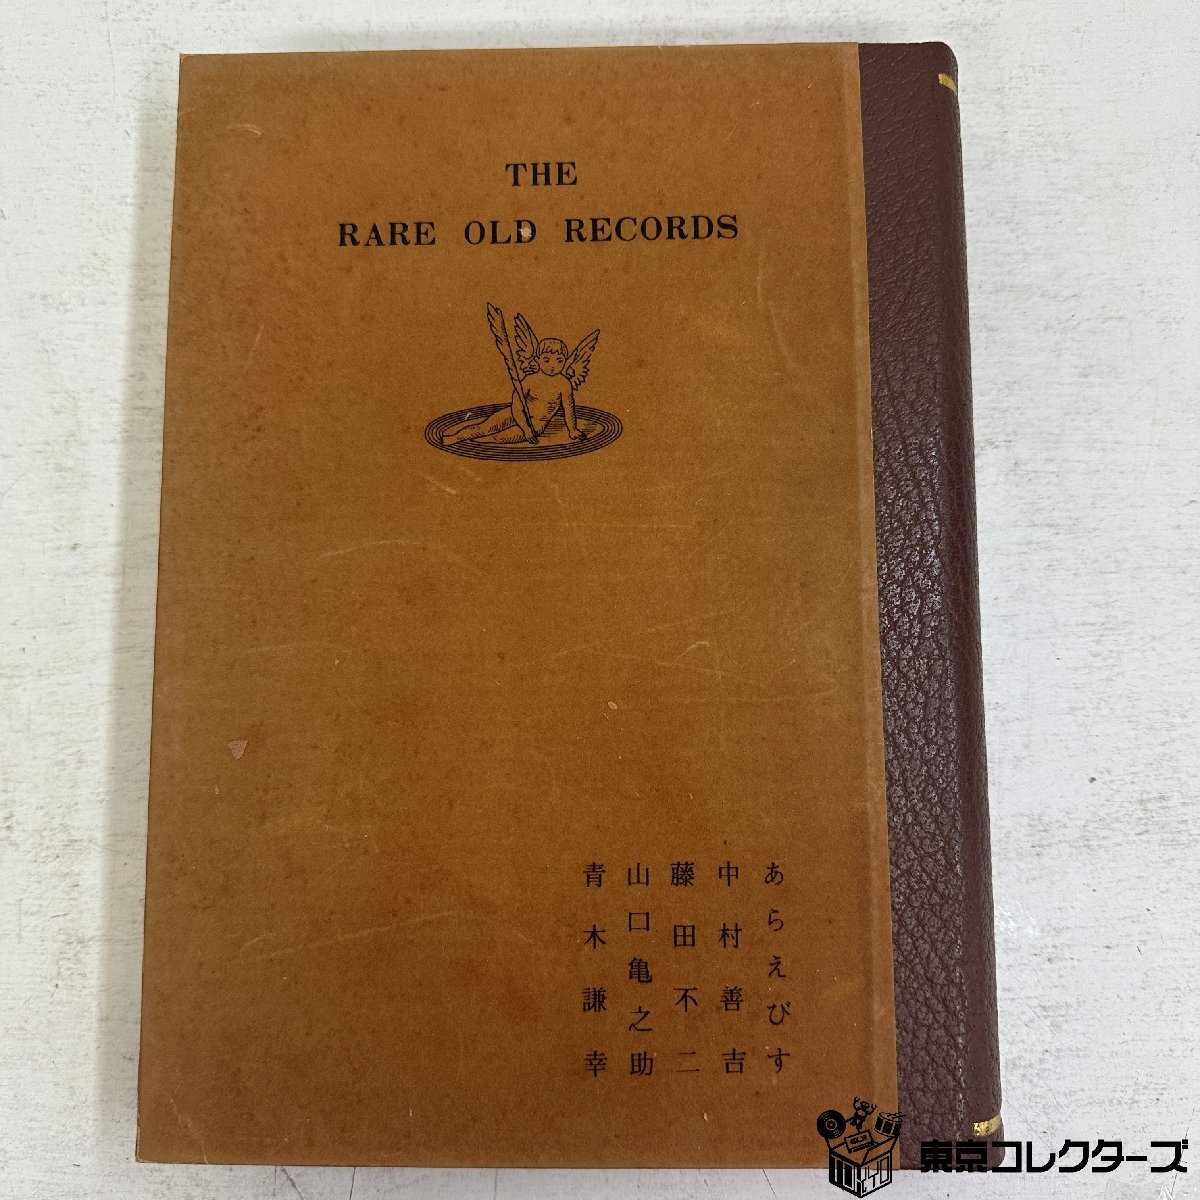 THE
RARE OLD RECORDS
あらえびす
中村善吉
藤田不二
山口亀之助
青木謙幸
TOKYO
東京コレクターズ